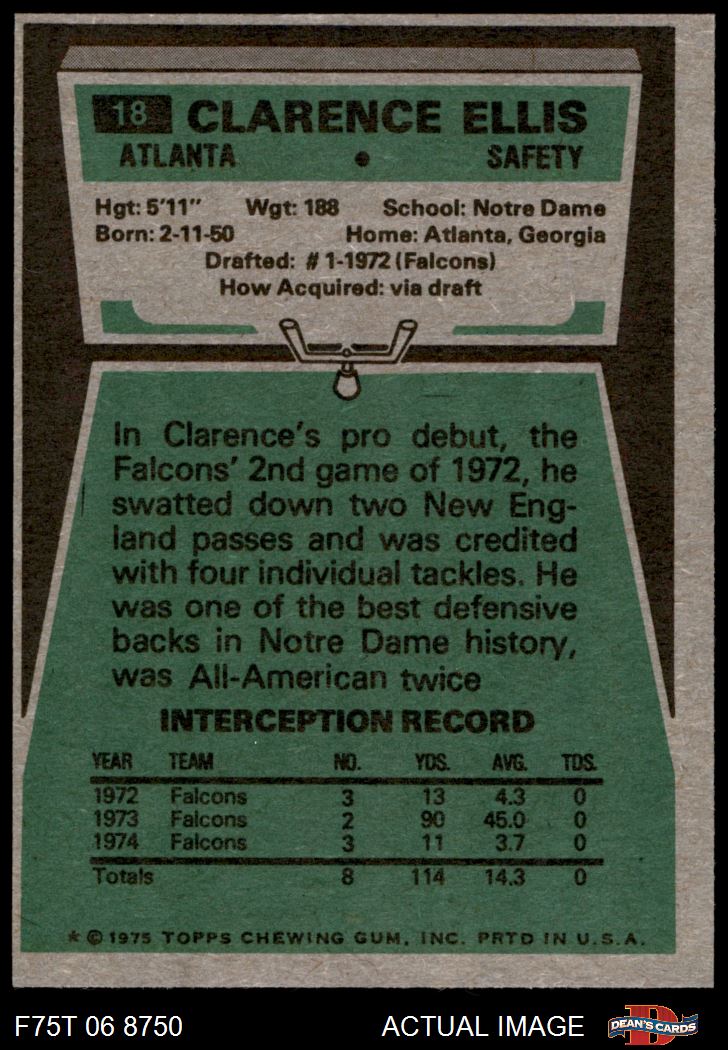 18 CLARENCE ELLIS
ATLANTA • SAFETY
Hgt: 5'11" Wgt: 188 School: Notre Dame
Born: 2-11-50 Home: Atlanta, Georgia
Drafted: #1-1972 (Falcons)
How Acquired: via draft
In Clarence's pro debut, the
Falcons' 2nd game of 1972, he
swatted down two New Eng-
land passes and was credited
with four individual tackles. He
was one of the best defensive
backs in Notre Dame history,
was All-American twice
INTERCEPTION RECORD
YEAR TEAM NO. YDS. AVG. TDS.
1972 Falcons 3 13 4.3 0
1973 Falcons 2 90 45.0 0
1974 Falcons 3 11 3.7 0
Totals 8 114 14.3 0
* © 1975 TOPPS CHEWING GUM, INC. PRTD IN U.S.A.
F75T 06 8750 ACTUAL IMAGE D DEAN'S CARDS